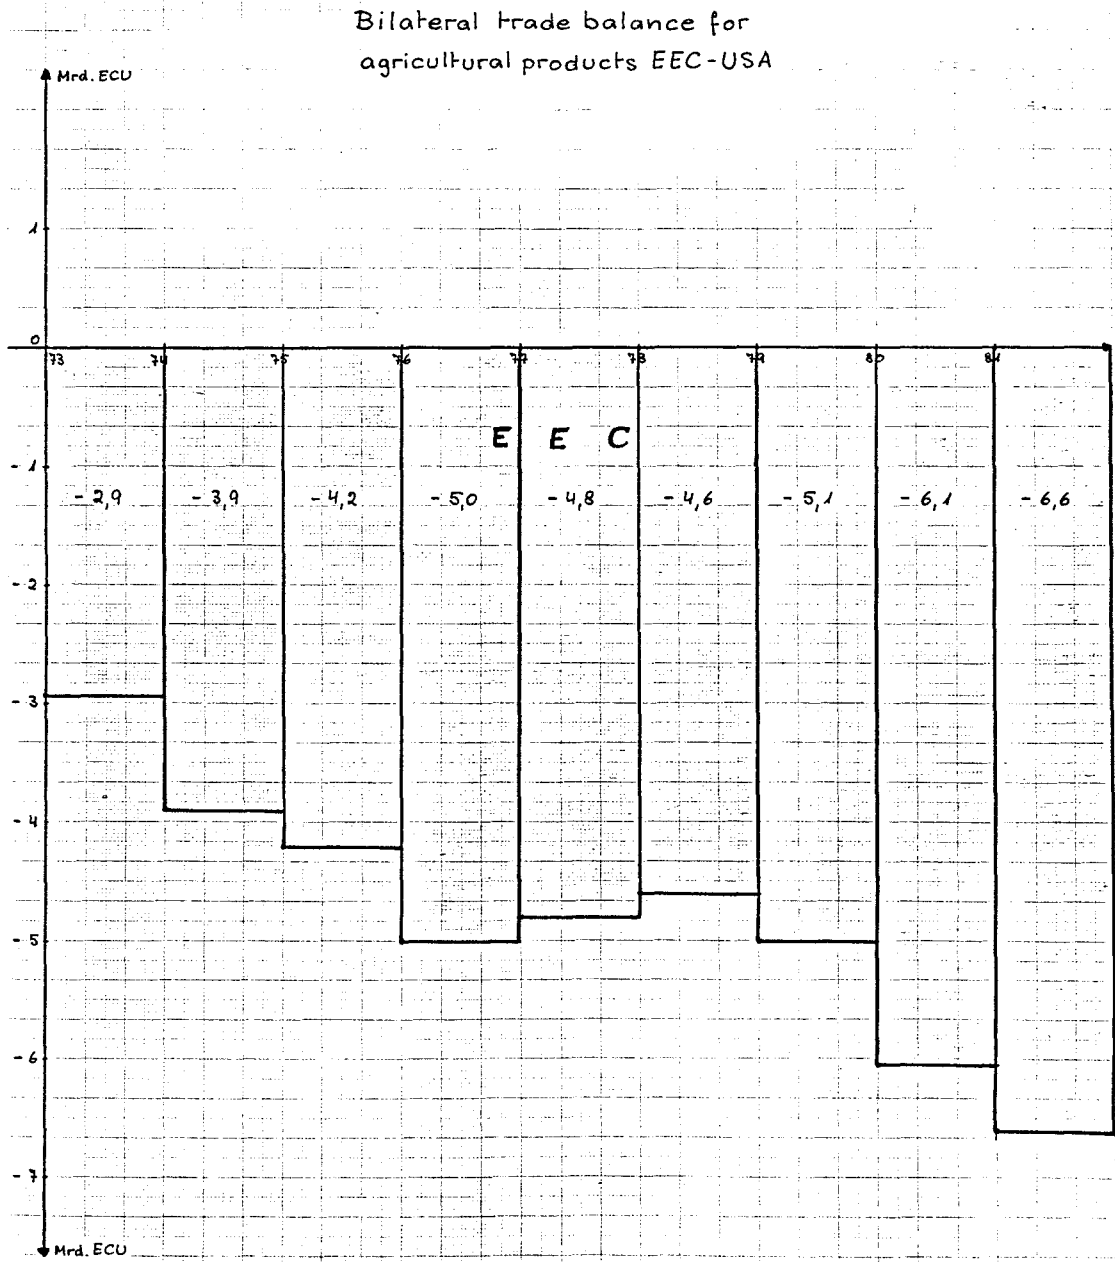 Bilateral trade balance for
agricultural products EEC-USA
Mrd. ECU
1
0
73 74 75 76 77 78 79 80 81
E E C
- 1
- 2,9 - 3,9 - 4,2 - 5,0 - 4,8 - 4,6 - 5,1 - 6,1 - 6,6
- 2
- 3
- 4
- 5
- 6
- 7
Mrd. ECU